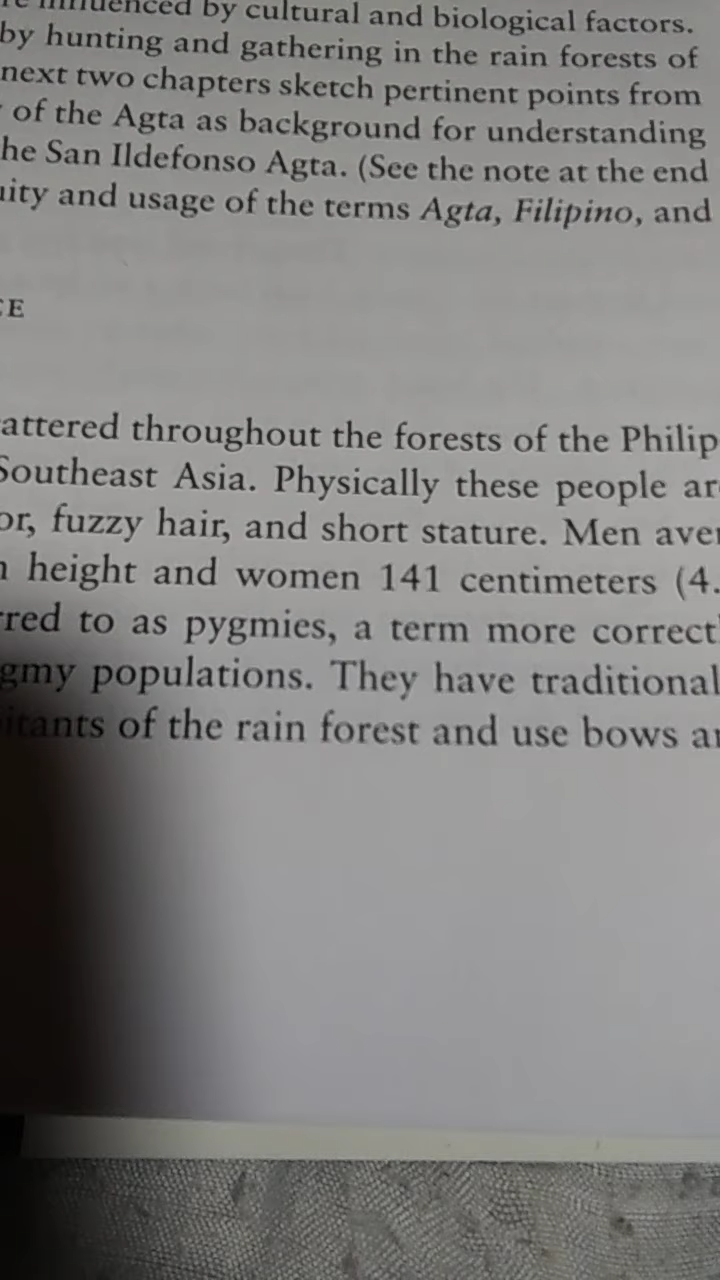 influenced by cultural and biological factors.
by hunting and gathering in the rain forests of
next two chapters sketch pertinent points from
of the Agta as background for understanding
he San Ildefonso Agta. (See the note at the end
uity and usage of the terms Agta, Filipino, and
CE
attered throughout the forests of the Philip
Southeast Asia. Physically these people ar
or, fuzzy hair, and short stature. Men aver
height and women 141 centimeters (4.
rred to as pygmies, a term more correctl
gmy populations. They have traditional
itants of the rain forest and use bows an